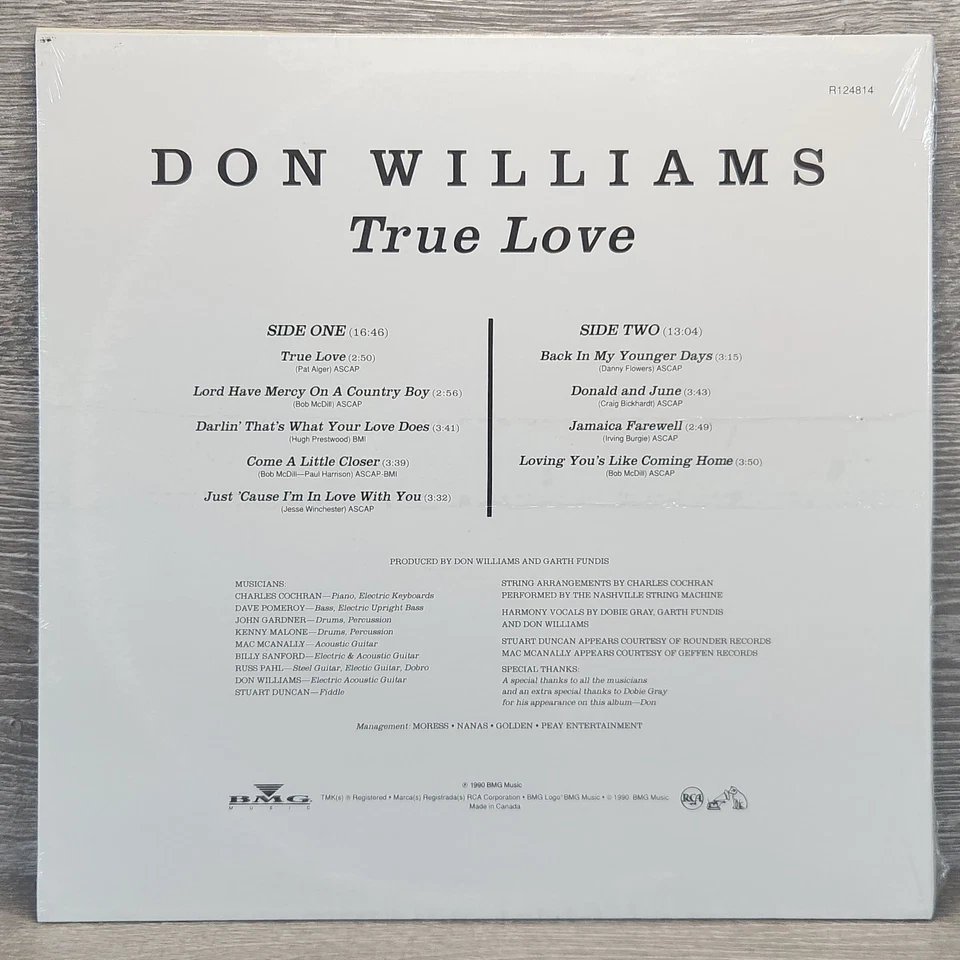 R124814
DON WILLIAMS
True Love
SIDE ONE (16:46)
True Love (2:50)
(Pat Alger) ASCAP
Lord Have Mercy On A Country Boy (2:56)
(Bob McDill) ASCAP
Darlin' That's What Your Love Does (3:41)
(Hugh Prestwood) BMI
Come A Little Closer (3:39)
(Bob McDill—Paul Harrison) ASCAP-BMI
Just 'Cause I'm In Love With You (3:32)
(Jesse Winchester) ASCAP
SIDE TWO (13:04)
Back In My Younger Days (3:15)
(Danny Flowers) ASCAP
Donald and June (3:43)
(Craig Bickhardt) ASCAP
Jamaica Farewell (2:49)
(Irving Burgie) ASCAP
Loving You's Like Coming Home (3:50)
(Bob McDill) ASCAP
PRODUCED BY DON WILLIAMS AND GARTH FUNDIS
MUSICIANS:
CHARLES COCHRAN—Piano, Electric Keyboards
DAVE POMEROY—Bass, Electric Upright Bass
JOHN GARDNER—Drums, Percussion
KENNY MALONE—Drums, Percussion
MAC MCANALLY—Acoustic Guitar
BILLY SANFORD—Electric & Acoustic Guitar
RUSS PAHL—Steel Guitar, Electic Guitar, Dobro
DON WILLIAMS—Electric Acoustic Guitar
STUART DUNCAN—Fiddle
STRING ARRANGEMENTS BY CHARLES COCHRAN
PERFORMED BY THE NASHVILLE STRING MACHINE
HARMONY VOCALS BY DOBIE GRAY, GARTH FUNDIS
AND DON WILLIAMS
STUART DUNCAN APPEARS COURTESY OF ROUNDER RECORDS
MAC MCANALLY APPEARS COURTESY OF GEFFEN RECORDS
SPECIAL THANKS:
A special thanks to all the musicians
and an extra special thanks to Dobie Gray
for his appearance on this album—Don
Management: MORESS • NANAS • GOLDEN • PEAY ENTERTAINMENT
BMG
MUSIC
℗ 1990 BMG Music
TMK(s) ® Registered • Marca(s) Registrada(s) RCA Corporation • BMG Logo ® BMG Music • © 1990 BMG Music
Made in Canada
RCA